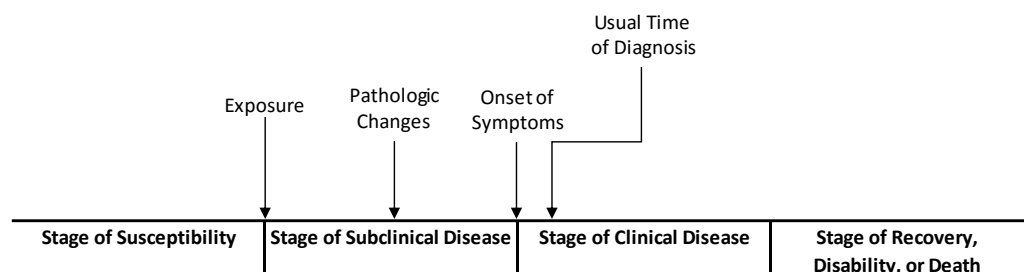 Usual Time
of Diagnosis
Exposure
Pathologic
Changes
Onset of
Symptoms
Stage of Susceptibility
Stage of Subclinical Disease
Stage of Clinical Disease
Stage of Recovery,
Disability, or Death